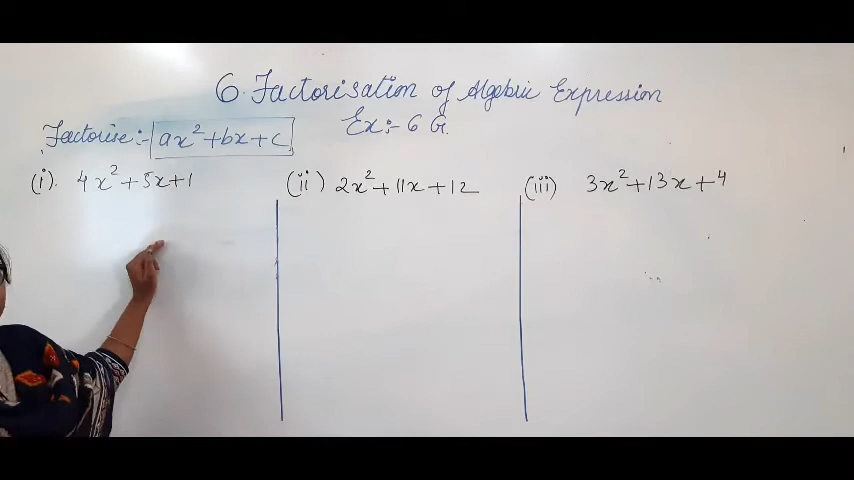 6. Factorisation of Algebric Expression
Ex:- 6 G.
Factorise:- ax²+bx+c
(i). 4x²+5x+1
(ii) 2x²+11x+12
(iii) 3x²+13x+4